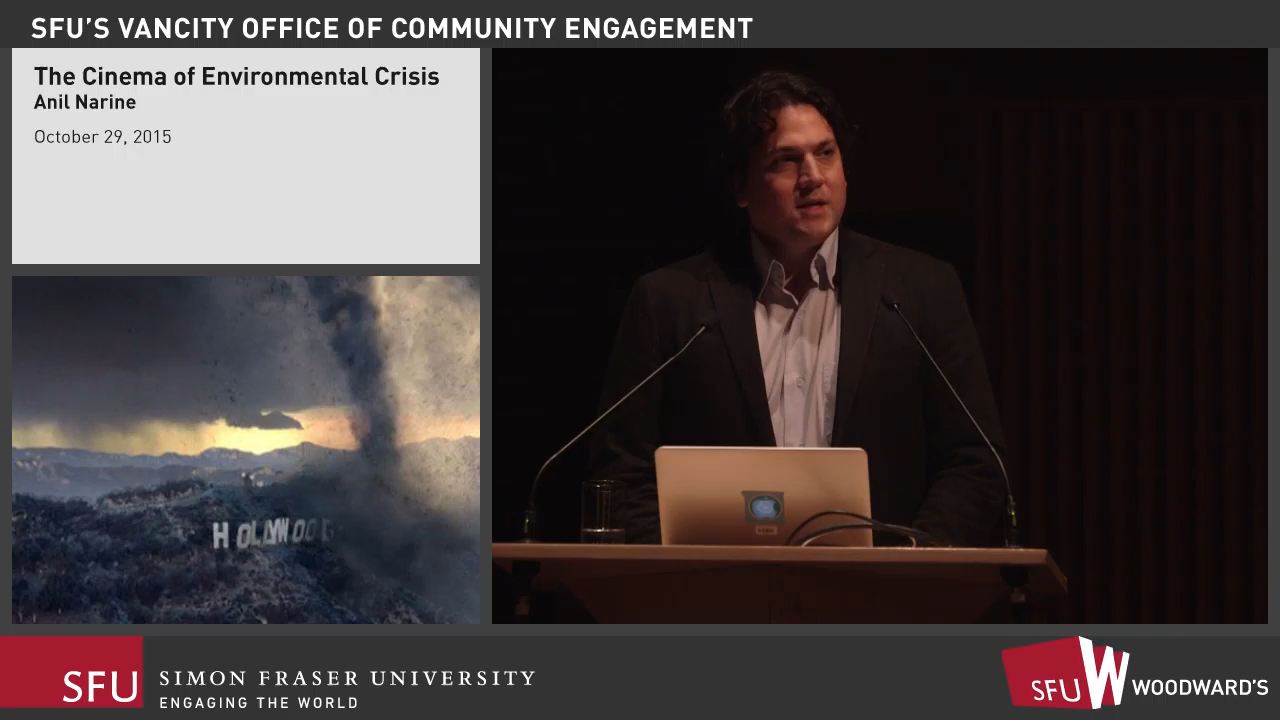 SFU'S VANCITY OFFICE OF COMMUNITY ENGAGEMENT
The Cinema of Environmental Crisis
Anil Narine
October 29, 2015
HOLLYWOOD
SFU
SIMON FRASER UNIVERSITY
ENGAGING THE WORLD
SFU W WOODWARD'S